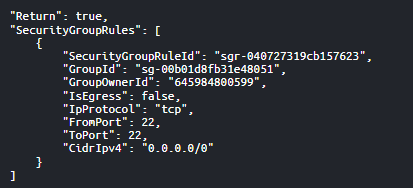 "Return": true,
"SecurityGroupRules": [
{
"SecurityGroupRuleId": "sgr-040727319cb157623",
"GroupId": "sg-00b01d8fb31e48051",
"GroupOwnerId": "645984800599",
"IsEgress": false,
"IpProtocol": "tcp",
"FromPort": 22,
"ToPort": 22,
"CidrIpv4": "0.0.0.0/0"
}
]